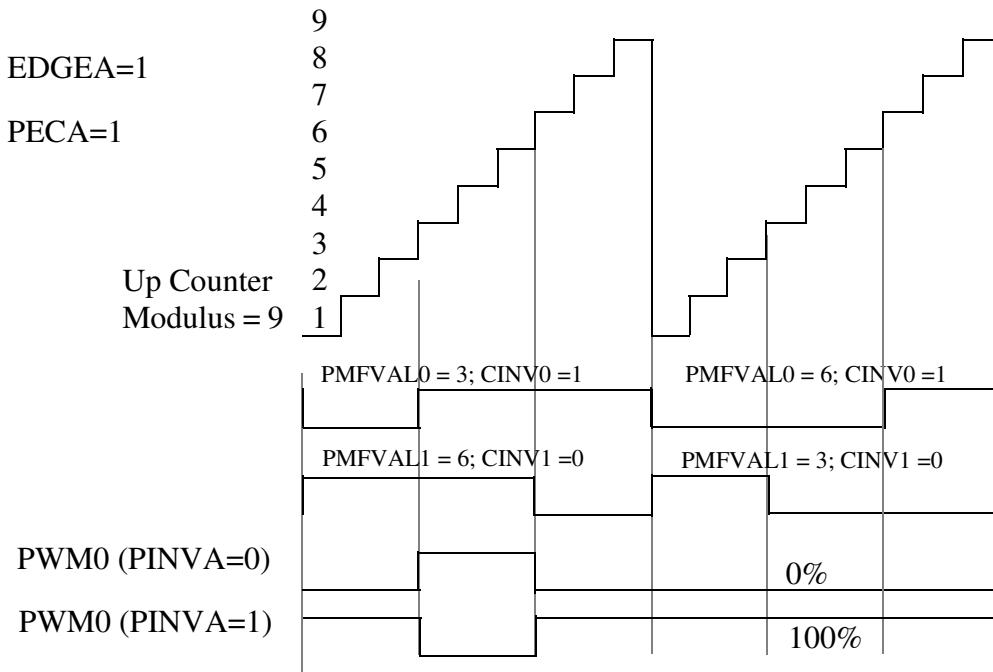 9
EDGEA=1
8
7
PECA=1
6
5
4
3
Up Counter
2
Modulus = 9
1
PMFVAL0 = 3; CINV0 =1
PMFVAL0 = 6; CINV0 =1
PMFVAL1 = 6; CINV1 =0
PMFVAL1 = 3; CINV1 =0
PWM0 (PINVA=0)
0%
PWM0 (PINVA=1)
100%